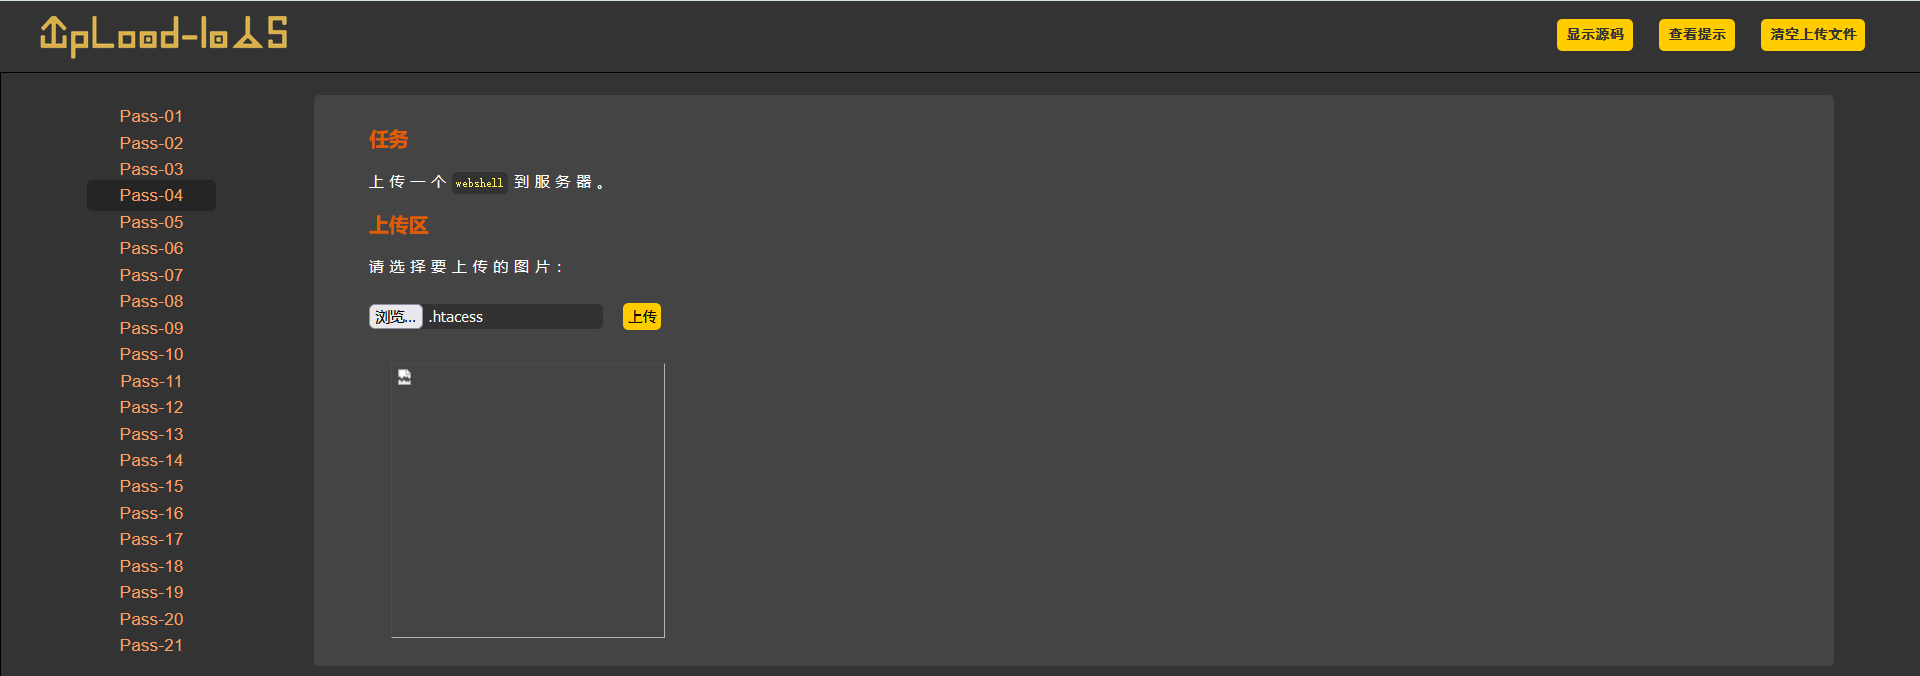 UpLoad-labs
显示源码 查看提示 清空上传文件
Pass-01
Pass-02
Pass-03
Pass-04
Pass-05
Pass-06
Pass-07
Pass-08
Pass-09
Pass-10
Pass-11
Pass-12
Pass-13
Pass-14
Pass-15
Pass-16
Pass-17
Pass-18
Pass-19
Pass-20
Pass-21
任务
上传一个 webshell 到服务器。
上传区
请选择要上传的图片：
浏览... .htacess 上传